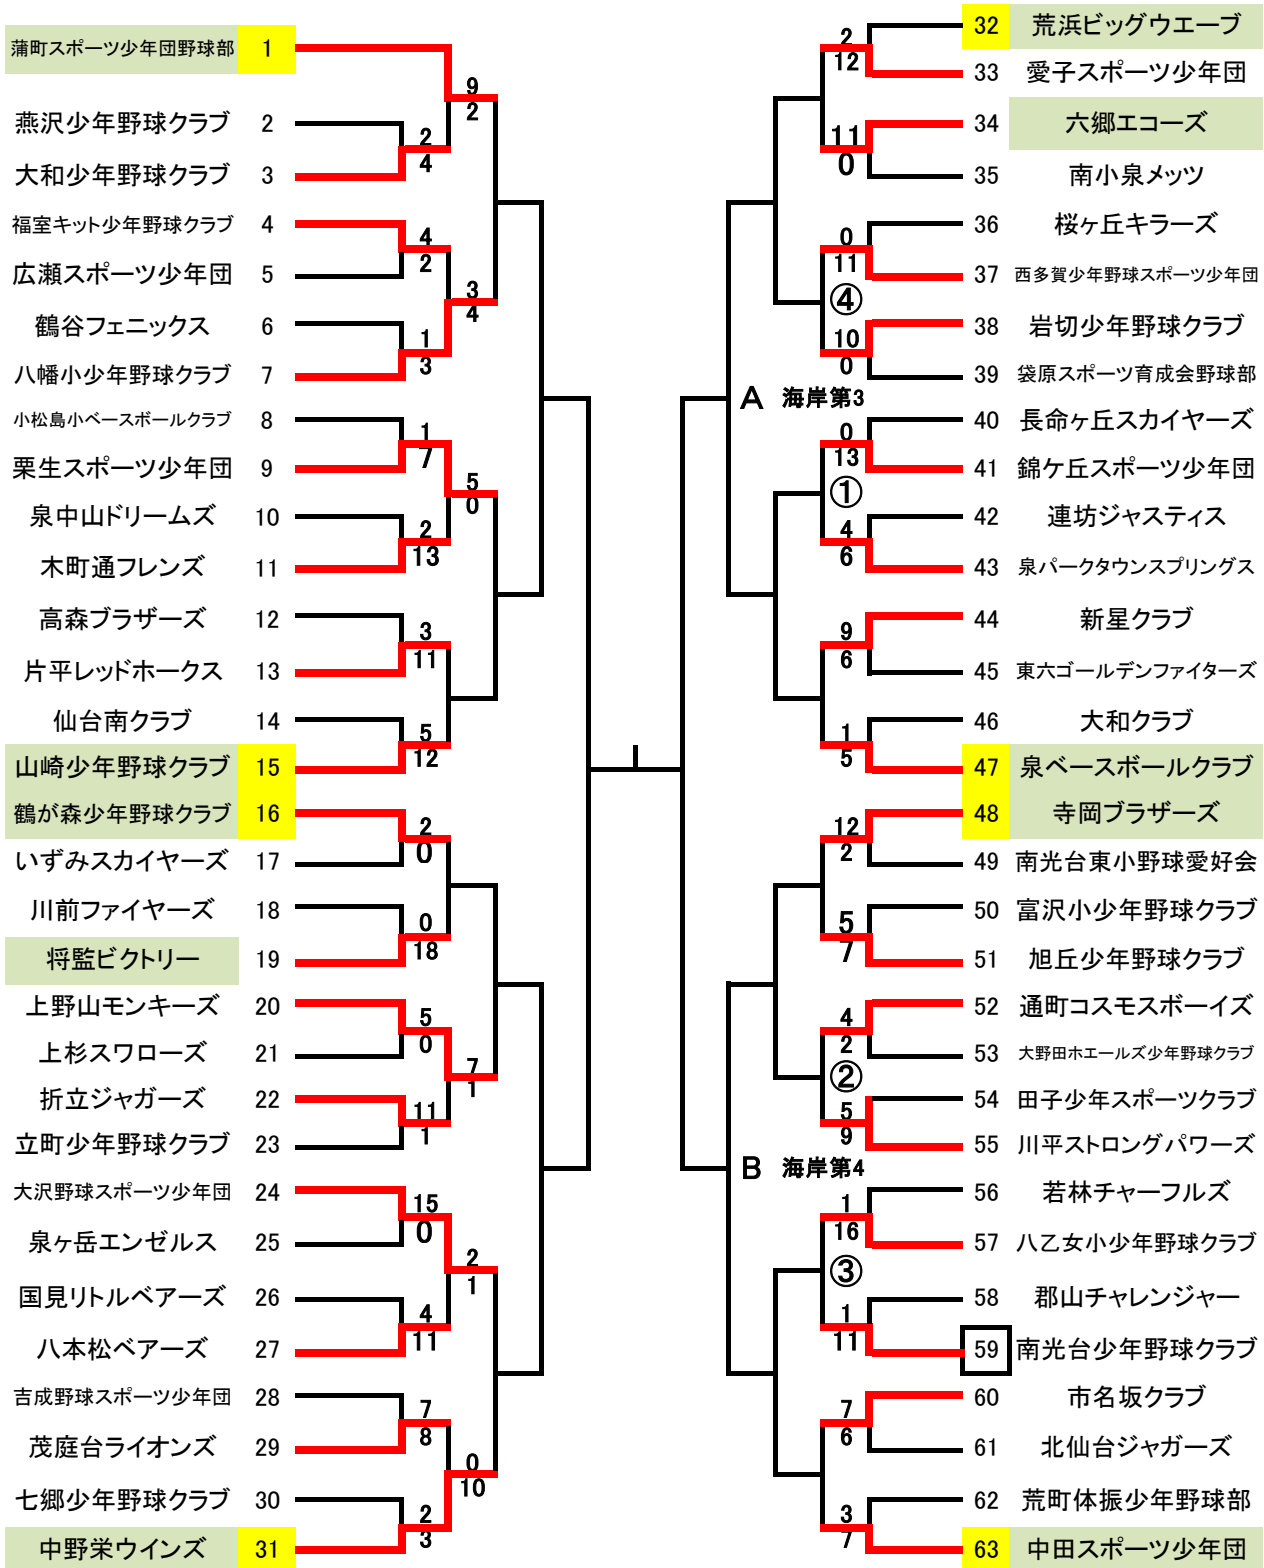 蒲町スポーツ少年団野球部 1
9
2
燕沢少年野球クラブ 2
2
4
大和少年野球クラブ 3
福室キット少年野球クラブ 4
4
2
広瀬スポーツ少年団 5
3
4
鶴谷フェニックス 6
1
3
八幡小少年野球クラブ 7
小松島小ベースボールクラブ 8
1
7
栗生スポーツ少年団 9
5
0
泉中山ドリームズ 10
2
13
木町通フレンズ 11
高森ブラザーズ 12
3
11
片平レッドホークス 13
仙台南クラブ 14
5
12
山崎少年野球クラブ 15
鶴が森少年野球クラブ 16
2
0
いずみスカイヤーズ 17
川前ファイヤーズ 18
0
18
将監ビクトリー 19
上野山モンキーズ 20
5
0
上杉スワローズ 21
7
1
折立ジャガーズ 22
11
1
立町少年野球クラブ 23
大沢野球スポーツ少年団 24
15
0
泉ヶ岳エンゼルス 25
2
1
国見リトルベアーズ 26
4
11
八本松ベアーズ 27
吉成野球スポーツ少年団 28
7
8
茂庭台ライオンズ 29
0
10
七郷少年野球クラブ 30
2
3
中野栄ウインズ 31
32 荒浜ビッグウエーブ
2
12
33 愛子スポーツ少年団
34 六郷エコーズ
11
0
35 南小泉メッツ
36 桜ヶ丘キラーズ
0
11
37 西多賀少年野球スポーツ少年団
④
38 岩切少年野球クラブ
10
0
39 袋原スポーツ育成会野球部
A 海岸第3
40 長命ヶ丘スカイヤーズ
0
13
41 錦ケ丘スポーツ少年団
①
42 連坊ジャスティス
4
6
43 泉パークタウンスプリングス
44 新星クラブ
9
6
45 東六ゴールデンファイターズ
46 大和クラブ
1
5
47 泉ベースボールクラブ
48 寺岡ブラザーズ
12
2
49 南光台東小野球愛好会
50 富沢小少年野球クラブ
5
7
51 旭丘少年野球クラブ
52 通町コスモスボーイズ
4
2
53 大野田ホエールズ少年野球クラブ
②
54 田子少年スポーツクラブ
5
9
55 川平ストロングパワーズ
B 海岸第4
56 若林チャーフルズ
1
16
57 八乙女小少年野球クラブ
③
58 郡山チャレンジャー
1
11
59 南光台少年野球クラブ
60 市名坂クラブ
7
6
61 北仙台ジャガーズ
62 荒町体振少年野球部
3
7
63 中田スポーツ少年団